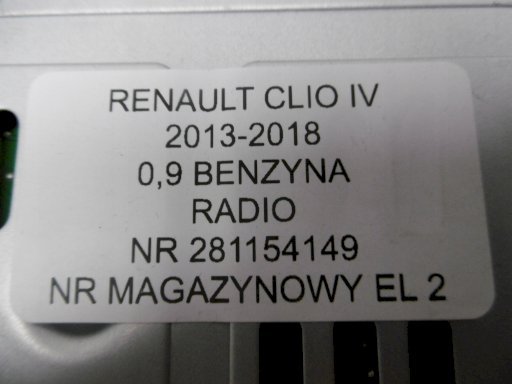 RENAULT CLIO IV
2013-2018
0,9 BENZYNA
RADIO
NR 281154149
NR MAGAZYNOWY EL 2